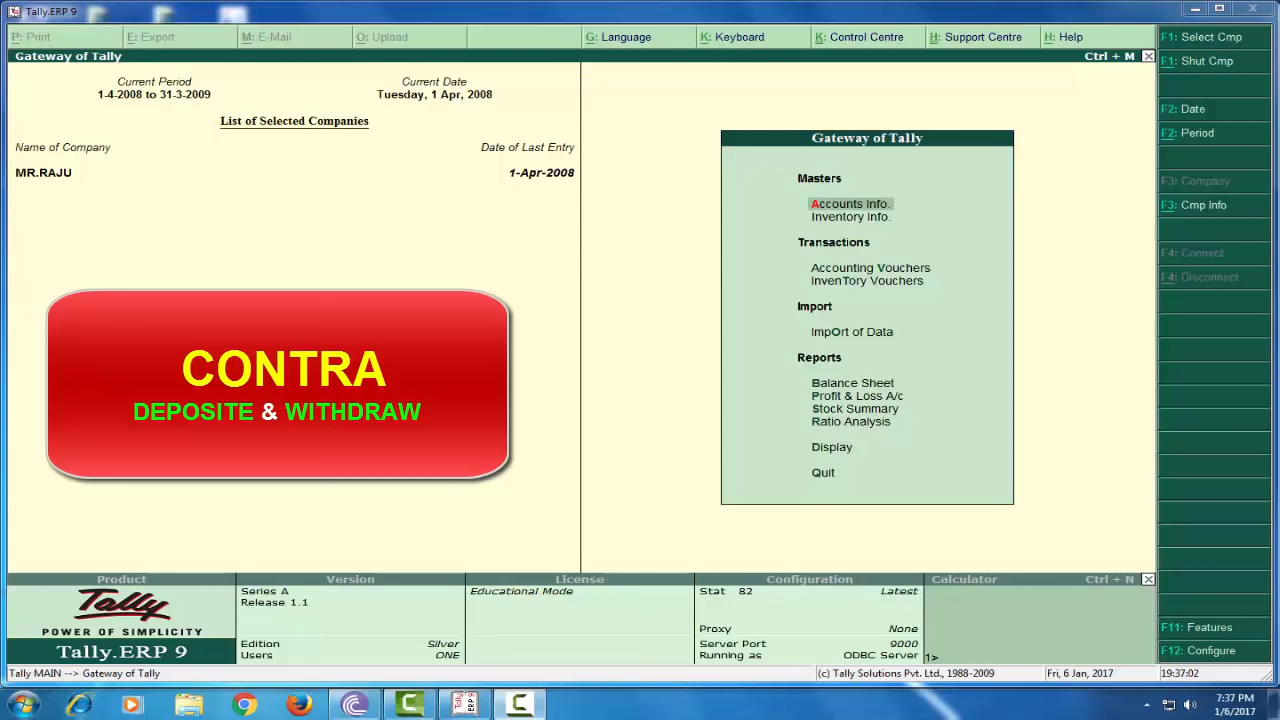 Tally.ERP 9
P: Print E: Export M: E-Mail O: Upload G: Language K: Keyboard K: Control Centre H: Support Centre H: Help
Gateway of Tally Ctrl + M
Current Period Current Date
1-4-2008 to 31-3-2009 Tuesday, 1 Apr, 2008
List of Selected Companies
Name of Company Date of Last Entry
MR.RAJU 1-Apr-2008
CONTRA
DEPOSITE & WITHDRAW
Gateway of Tally
Masters
Accounts Info.
Inventory Info.
Transactions
Accounting Vouchers
InvenTory Vouchers
Import
ImpOrt of Data
Reports
Balance Sheet
Profit & Loss A/c
Stock Summary
Ratio Analysis
Display
Quit
F1: Select Cmp
F1: Shut Cmp
F2: Date
F2: Period
F3: Company
F3: Cmp Info
F4: Connect
F4: Disconnect
F11: Features
F12: Configure
Product Version License Configuration Calculator Ctrl + N
Tally
POWER OF SIMPLICITY
Tally.ERP 9
Series A
Release 1.1
Edition Silver
Users ONE
Educational Mode
Stat 82 Latest
Proxy None
Server Port 9000
Running as ODBC Server
1>
Tally MAIN --> Gateway of Tally (c) Tally Solutions Pvt. Ltd., 1988-2009 Fri, 6 Jan, 2017 19:37:02
7:37 PM
1/6/2017